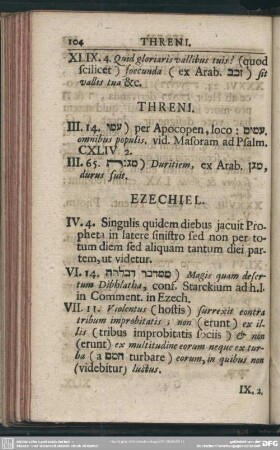 104 THRENI.
XLIX. 4. Quid gloriaris vallibus tuis? (quod
scilicet) foecunda (ex Arab. זבב) sit
vallis tua &c.
THRENI.
III. 14. עמי) per Apocopen, loco: עמים.
omnibus populis. vid. Masoram ad Psalm.
CXLIV. 2.
III. 65. Duritiem, ex Arab. מגן,
durus fuit.
EZECHIEL.
IV. 4. Singulis quidem diebus jacuit Pro-
pheta in latere sinistro sed non per to-
tum diem sed aliquam tantum diei par-
tem, ut videtur.
VI. 14. ממדבר דבלתה) Magis quam deser-
tum Dibhlatha, conf. Starckium ad h. l.
in Comment. in Ezech.
VII. 11. Violentus (hostis) surrexit contra
tribum improbitatis; non (erunt) ex il-
lis (tribus improbitatis sociis) & non
(erunt) ex multitudine eorum neque ex tur-
ba (a המם turbare) eorum, in quibus non
(videbitur) luctus.
IX. 2.